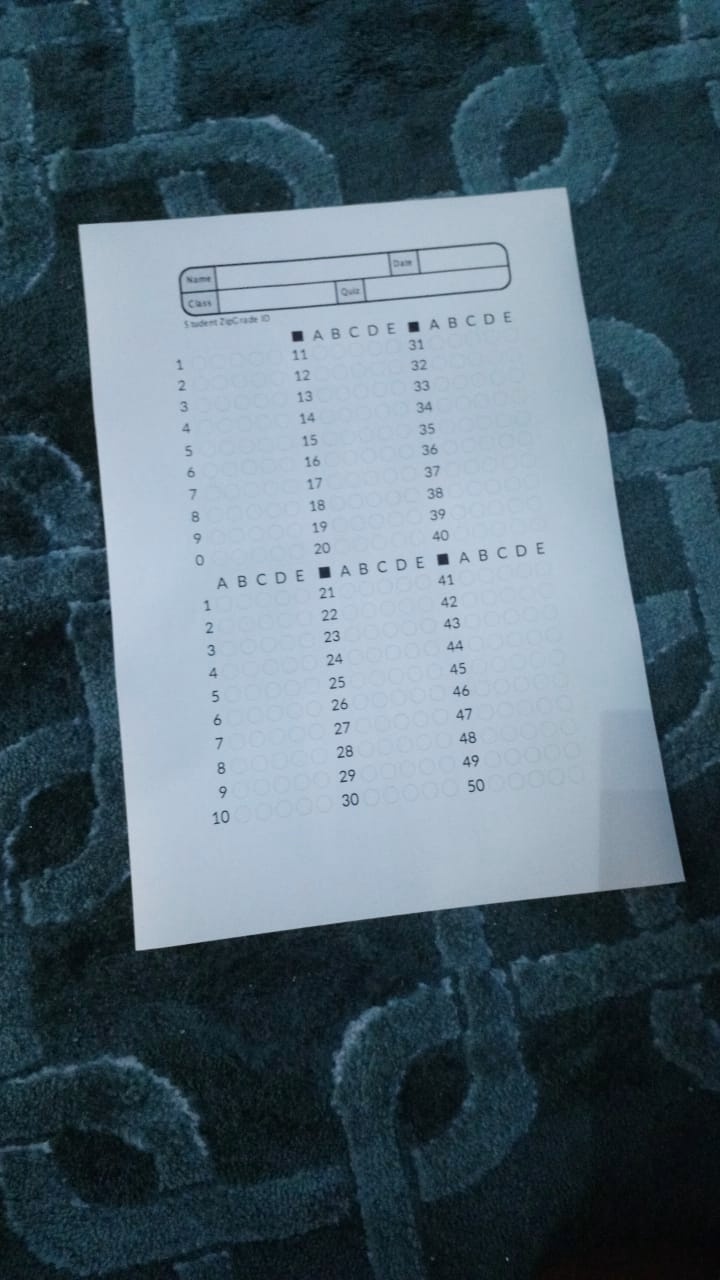 Name Date
Class Quiz
Student ZipGrade ID
A B C D E A B C D E
1 11 31
2 12 32
3 13 33
4 14 34
5 15 35
6 16 36
7 17 37
8 18 38
9 19 39
0 20 40
A B C D E A B C D E A B C D E
1 21 41
2 22 42
3 23 43
4 24 44
5 25 45
6 26 46
7 27 47
8 28 48
9 29 49
10 30 50